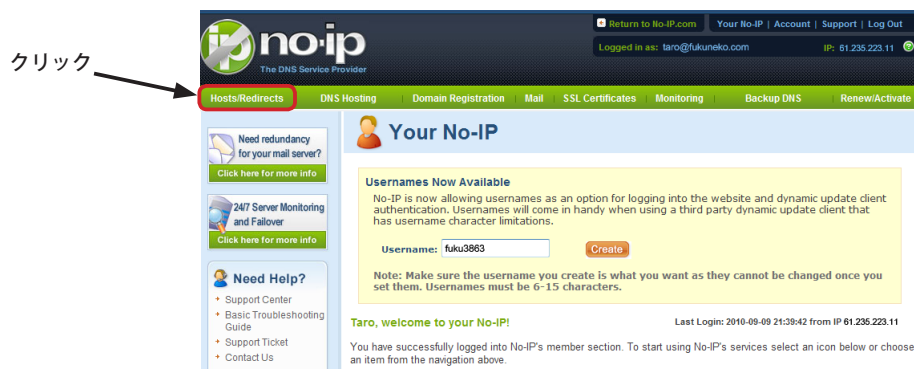 クリック
no-ip
The DNS Service Provider
Return to No-IP.com
Your No-IP | Account | Support | Log Out
Logged in as: taro@fukuneko.com
IP: 61.235.223.11
Hosts/Redirects
DNS Hosting
Domain Registration
Mail
SSL Certificates
Monitoring
Backup DNS
Renew/Activate
Need redundancy
for your mail server?
Click here for more info
24/7 Server Monitoring
and Failover
Click here for more info
Need Help?
Support Center
Basic Troubleshooting
Guide
Support Ticket
Contact Us
Your No-IP
Usernames Now Available
No-IP is now allowing usernames as an option for logging into the website and dynamic update client
authentication. Usernames will come in handy when using a third party dynamic update client that
has username character limitations.
Username: fuku3863
Create
Note: Make sure the username you create is what you want as they cannot be changed once you
set them. Usernames must be 6-15 characters.
Taro, welcome to your No-IP!
Last Login: 2010-09-09 21:39:42 from IP 61.235.223.11
You have successfully logged into No-IP's member section. To start using No-IP's services select an icon below or choose
an item from the navigation above.